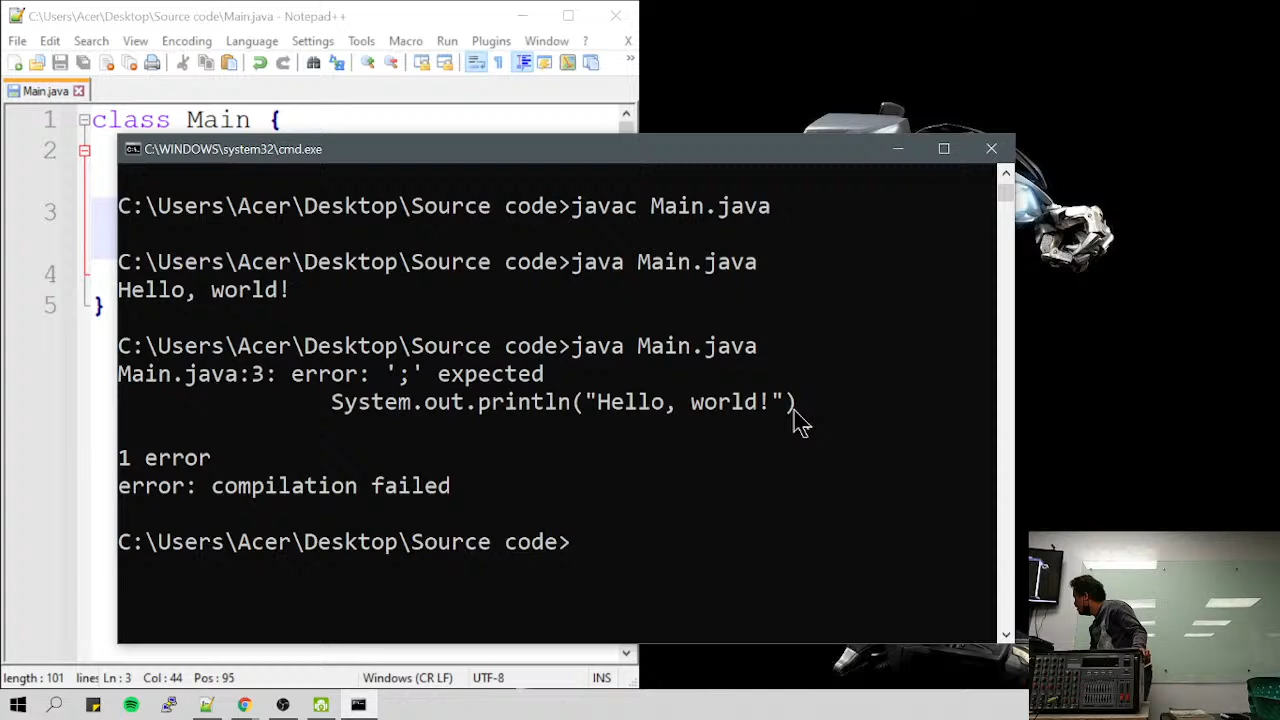 C:\Users\Acer\Desktop\Source code\Main.java - Notepad++
File Edit Search View Encoding Language Settings Tools Macro Run Plugins Window ? X
Main.java
1 class Main {
2
3
4
5 }
C:\WINDOWS\system32\cmd.exe
C:\Users\Acer\Desktop\Source code>javac Main.java
C:\Users\Acer\Desktop\Source code>java Main.java
Hello, world!
C:\Users\Acer\Desktop\Source code>java Main.java
Main.java:3: error: ';' expected
System.out.println("Hello, world!")
1 error
error: compilation failed
C:\Users\Acer\Desktop\Source code>
length : 101 lines Ln : 3 Col : 44 Pos : 95 Windows (CR LF) UTF-8 INS